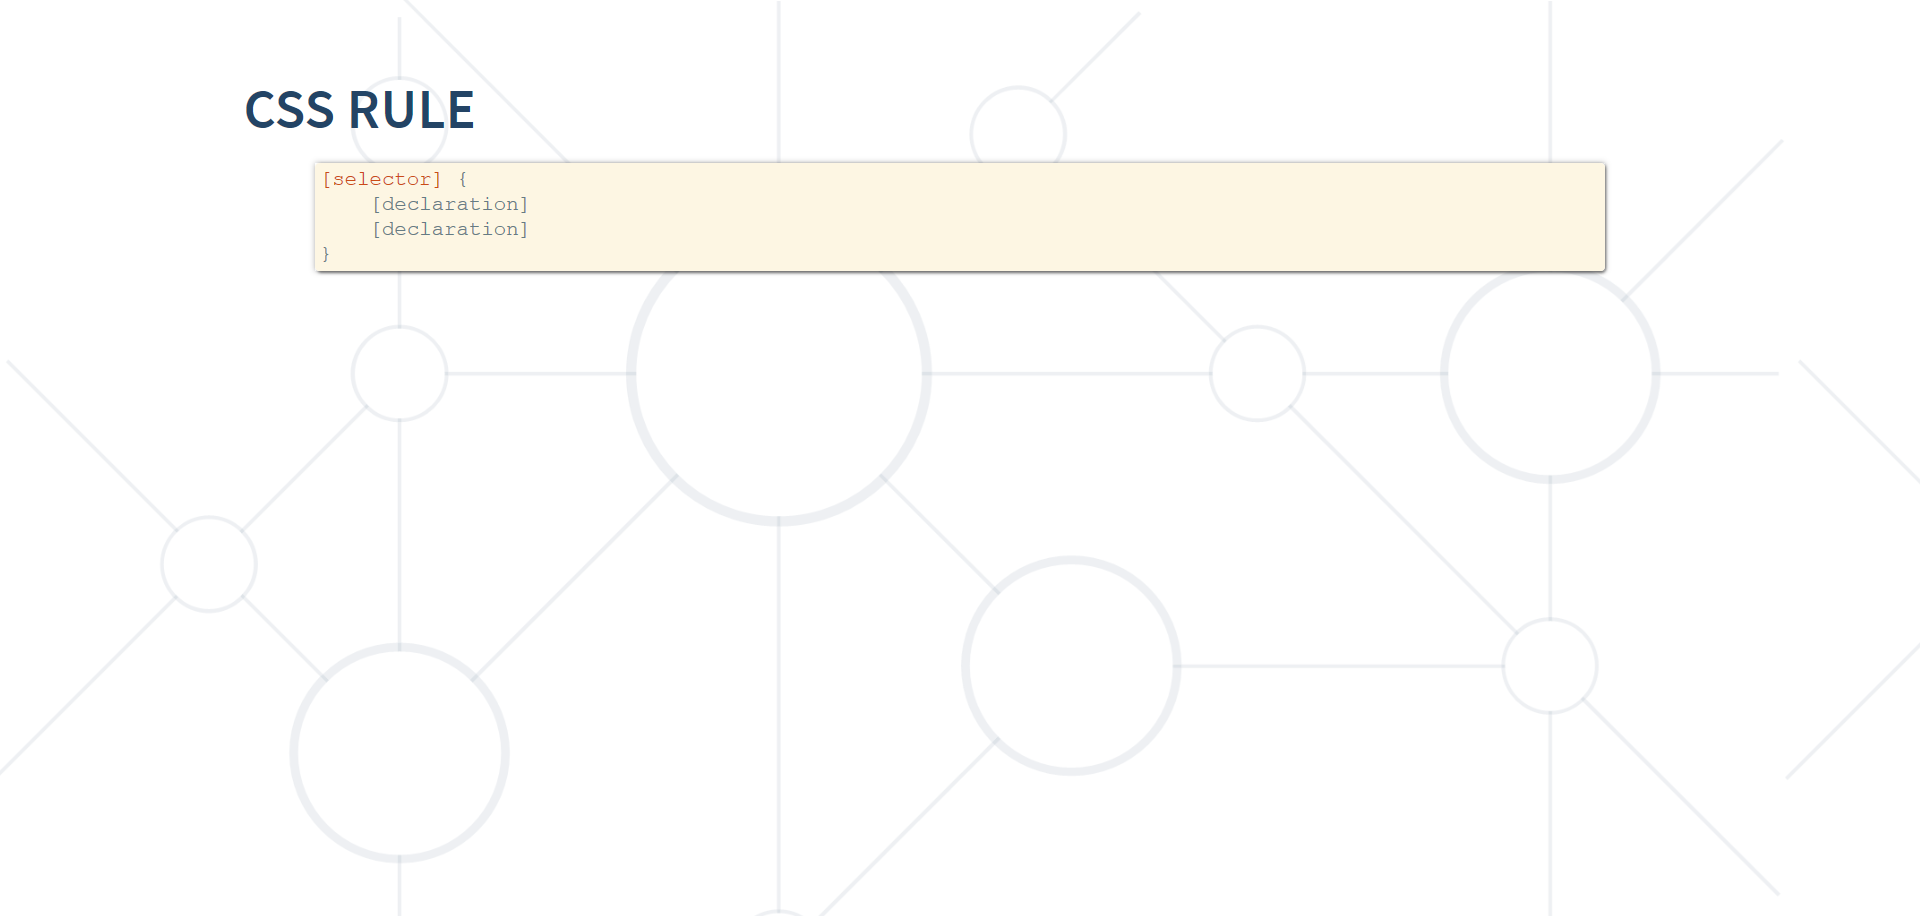 CSS RULE
[selector] {
    [declaration]
    [declaration]
}